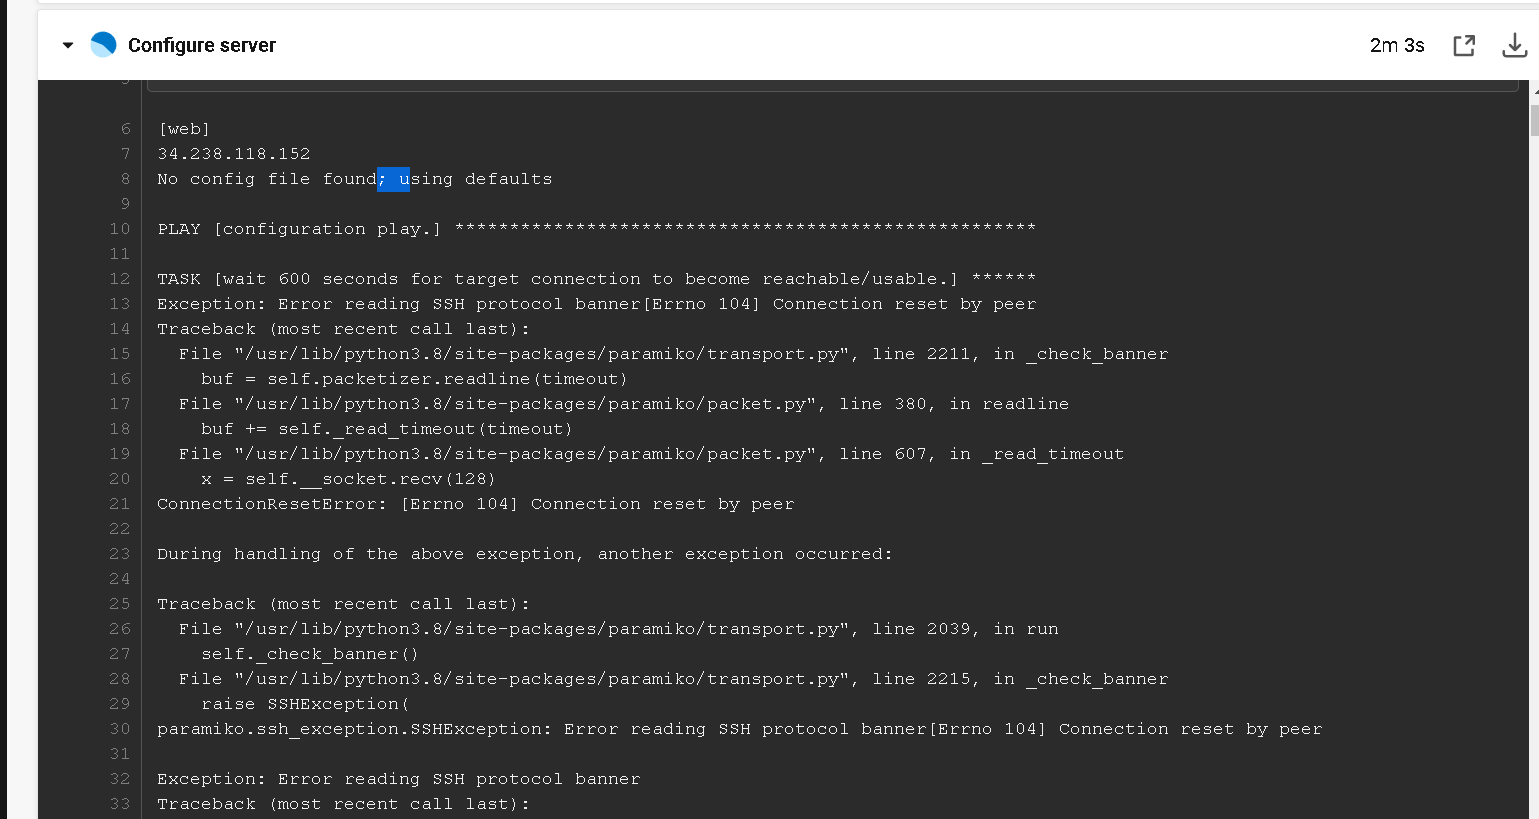 Configure server
2m 3s
6 [web]
7 34.238.118.152
8 No config file found; using defaults
9
10 PLAY [configuration play.] *****************************************************
11
12 TASK [wait 600 seconds for target connection to become reachable/usable.] ******
13 Exception: Error reading SSH protocol banner[Errno 104] Connection reset by peer
14 Traceback (most recent call last):
15 File "/usr/lib/python3.8/site-packages/paramiko/transport.py", line 2211, in _check_banner
16 buf = self.packetizer.readline(timeout)
17 File "/usr/lib/python3.8/site-packages/paramiko/packet.py", line 380, in readline
18 buf += self._read_timeout(timeout)
19 File "/usr/lib/python3.8/site-packages/paramiko/packet.py", line 607, in _read_timeout
20 x = self.__socket.recv(128)
21 ConnectionResetError: [Errno 104] Connection reset by peer
22
23 During handling of the above exception, another exception occurred:
24
25 Traceback (most recent call last):
26 File "/usr/lib/python3.8/site-packages/paramiko/transport.py", line 2039, in run
27 self._check_banner()
28 File "/usr/lib/python3.8/site-packages/paramiko/transport.py", line 2215, in _check_banner
29 raise SSHException(
30 paramiko.ssh_exception.SSHException: Error reading SSH protocol banner[Errno 104] Connection reset by peer
31
32 Exception: Error reading SSH protocol banner
33 Traceback (most recent call last):